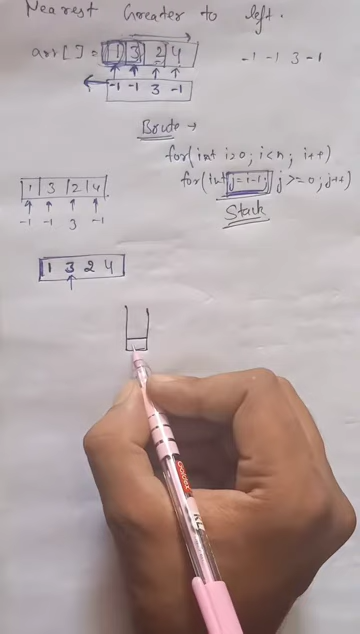 Nearest Greater to left.
arr[] = 1 3 2 4   -1 -1 3 -1
-1 -1 3 -1
Brute →
for(int i=0; i<n; i++)
for(int j=i-1; j>=0; j++)
Stack
1 3 2 4
-1 -1 3 -1
1 3 2 4